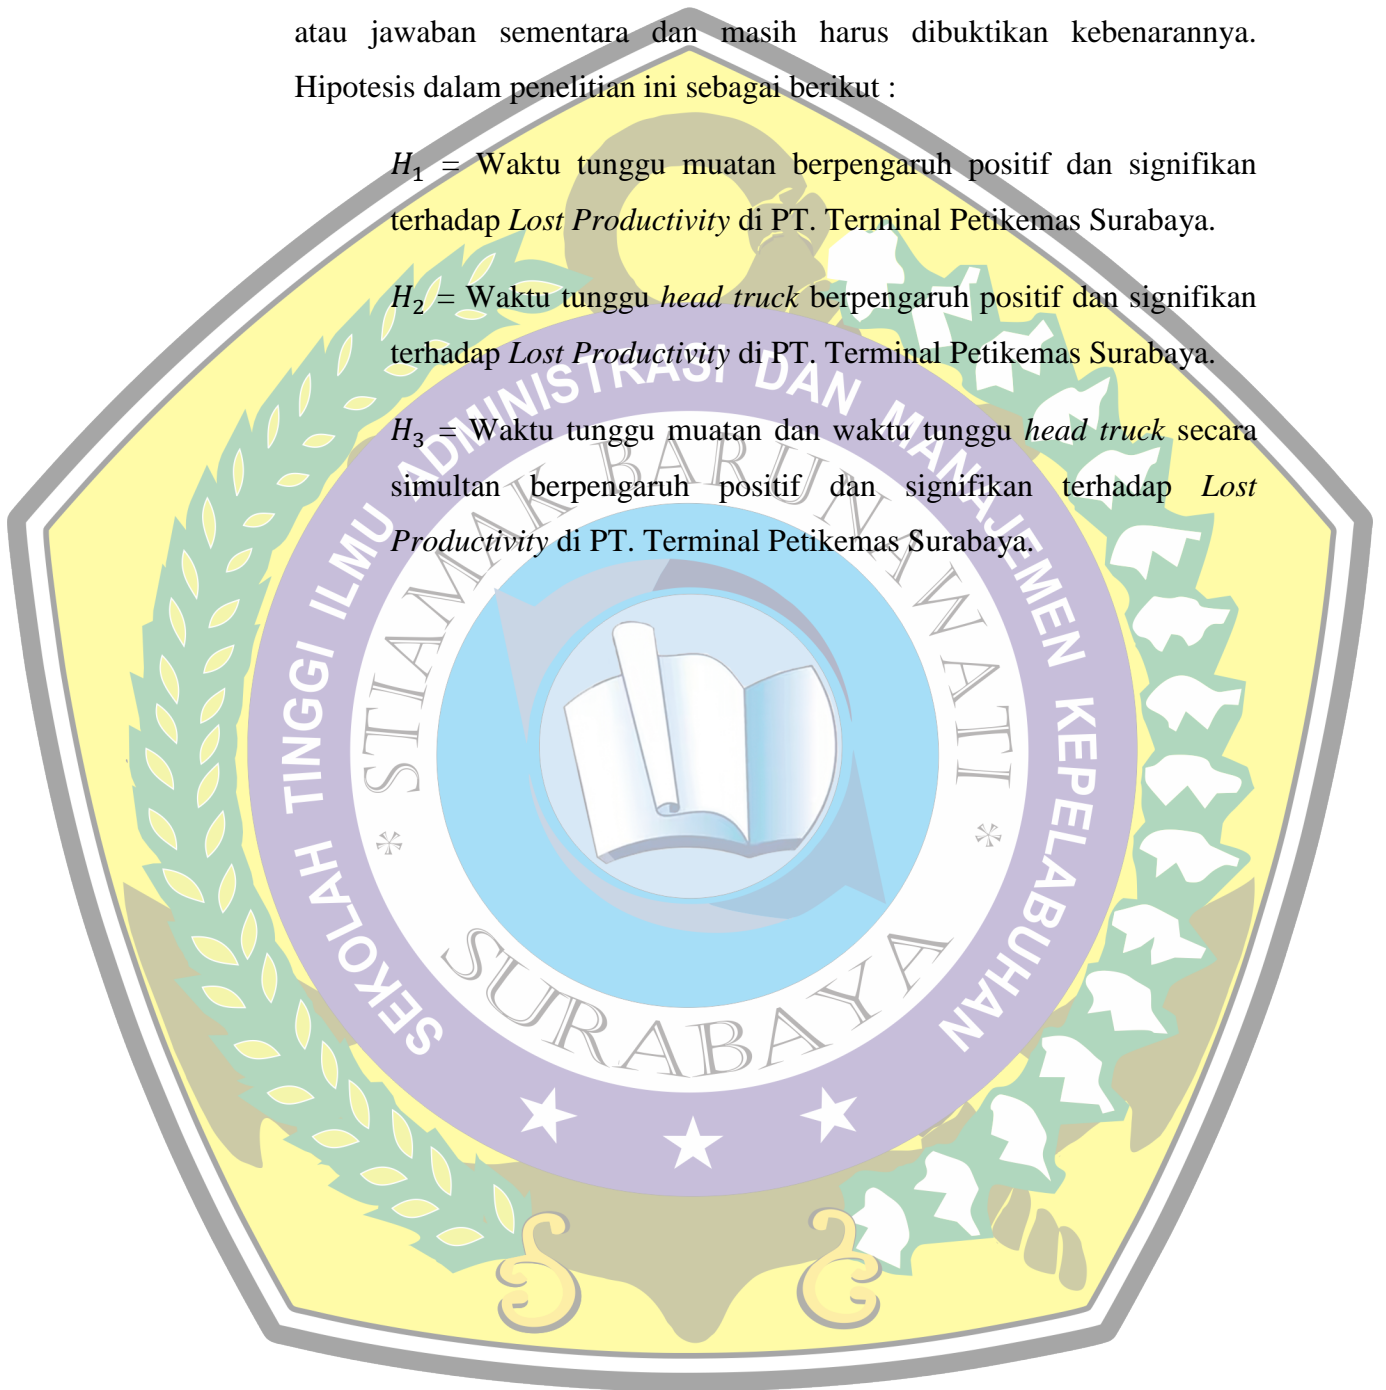 atau jawaban sementara dan masih harus dibuktikan kebenarannya.
Hipotesis dalam penelitian ini sebagai berikut :
H₁ = Waktu tunggu muatan berpengaruh positif dan signifikan
terhadap Lost Productivity di PT. Terminal Petikemas Surabaya.
H₂ = Waktu tunggu head truck berpengaruh positif dan signifikan
terhadap Lost Productivity di PT. Terminal Petikemas Surabaya.
H₃ = Waktu tunggu muatan dan waktu tunggu head truck secara
simultan berpengaruh positif dan signifikan terhadap Lost
Productivity di PT. Terminal Petikemas Surabaya.
SEKOLAH TINGGI ILMU ADMINISTRASI DAN MANAJEMEN KEPELABUHAN
* STIAMAK BARUNAWATI *
SURABAYA